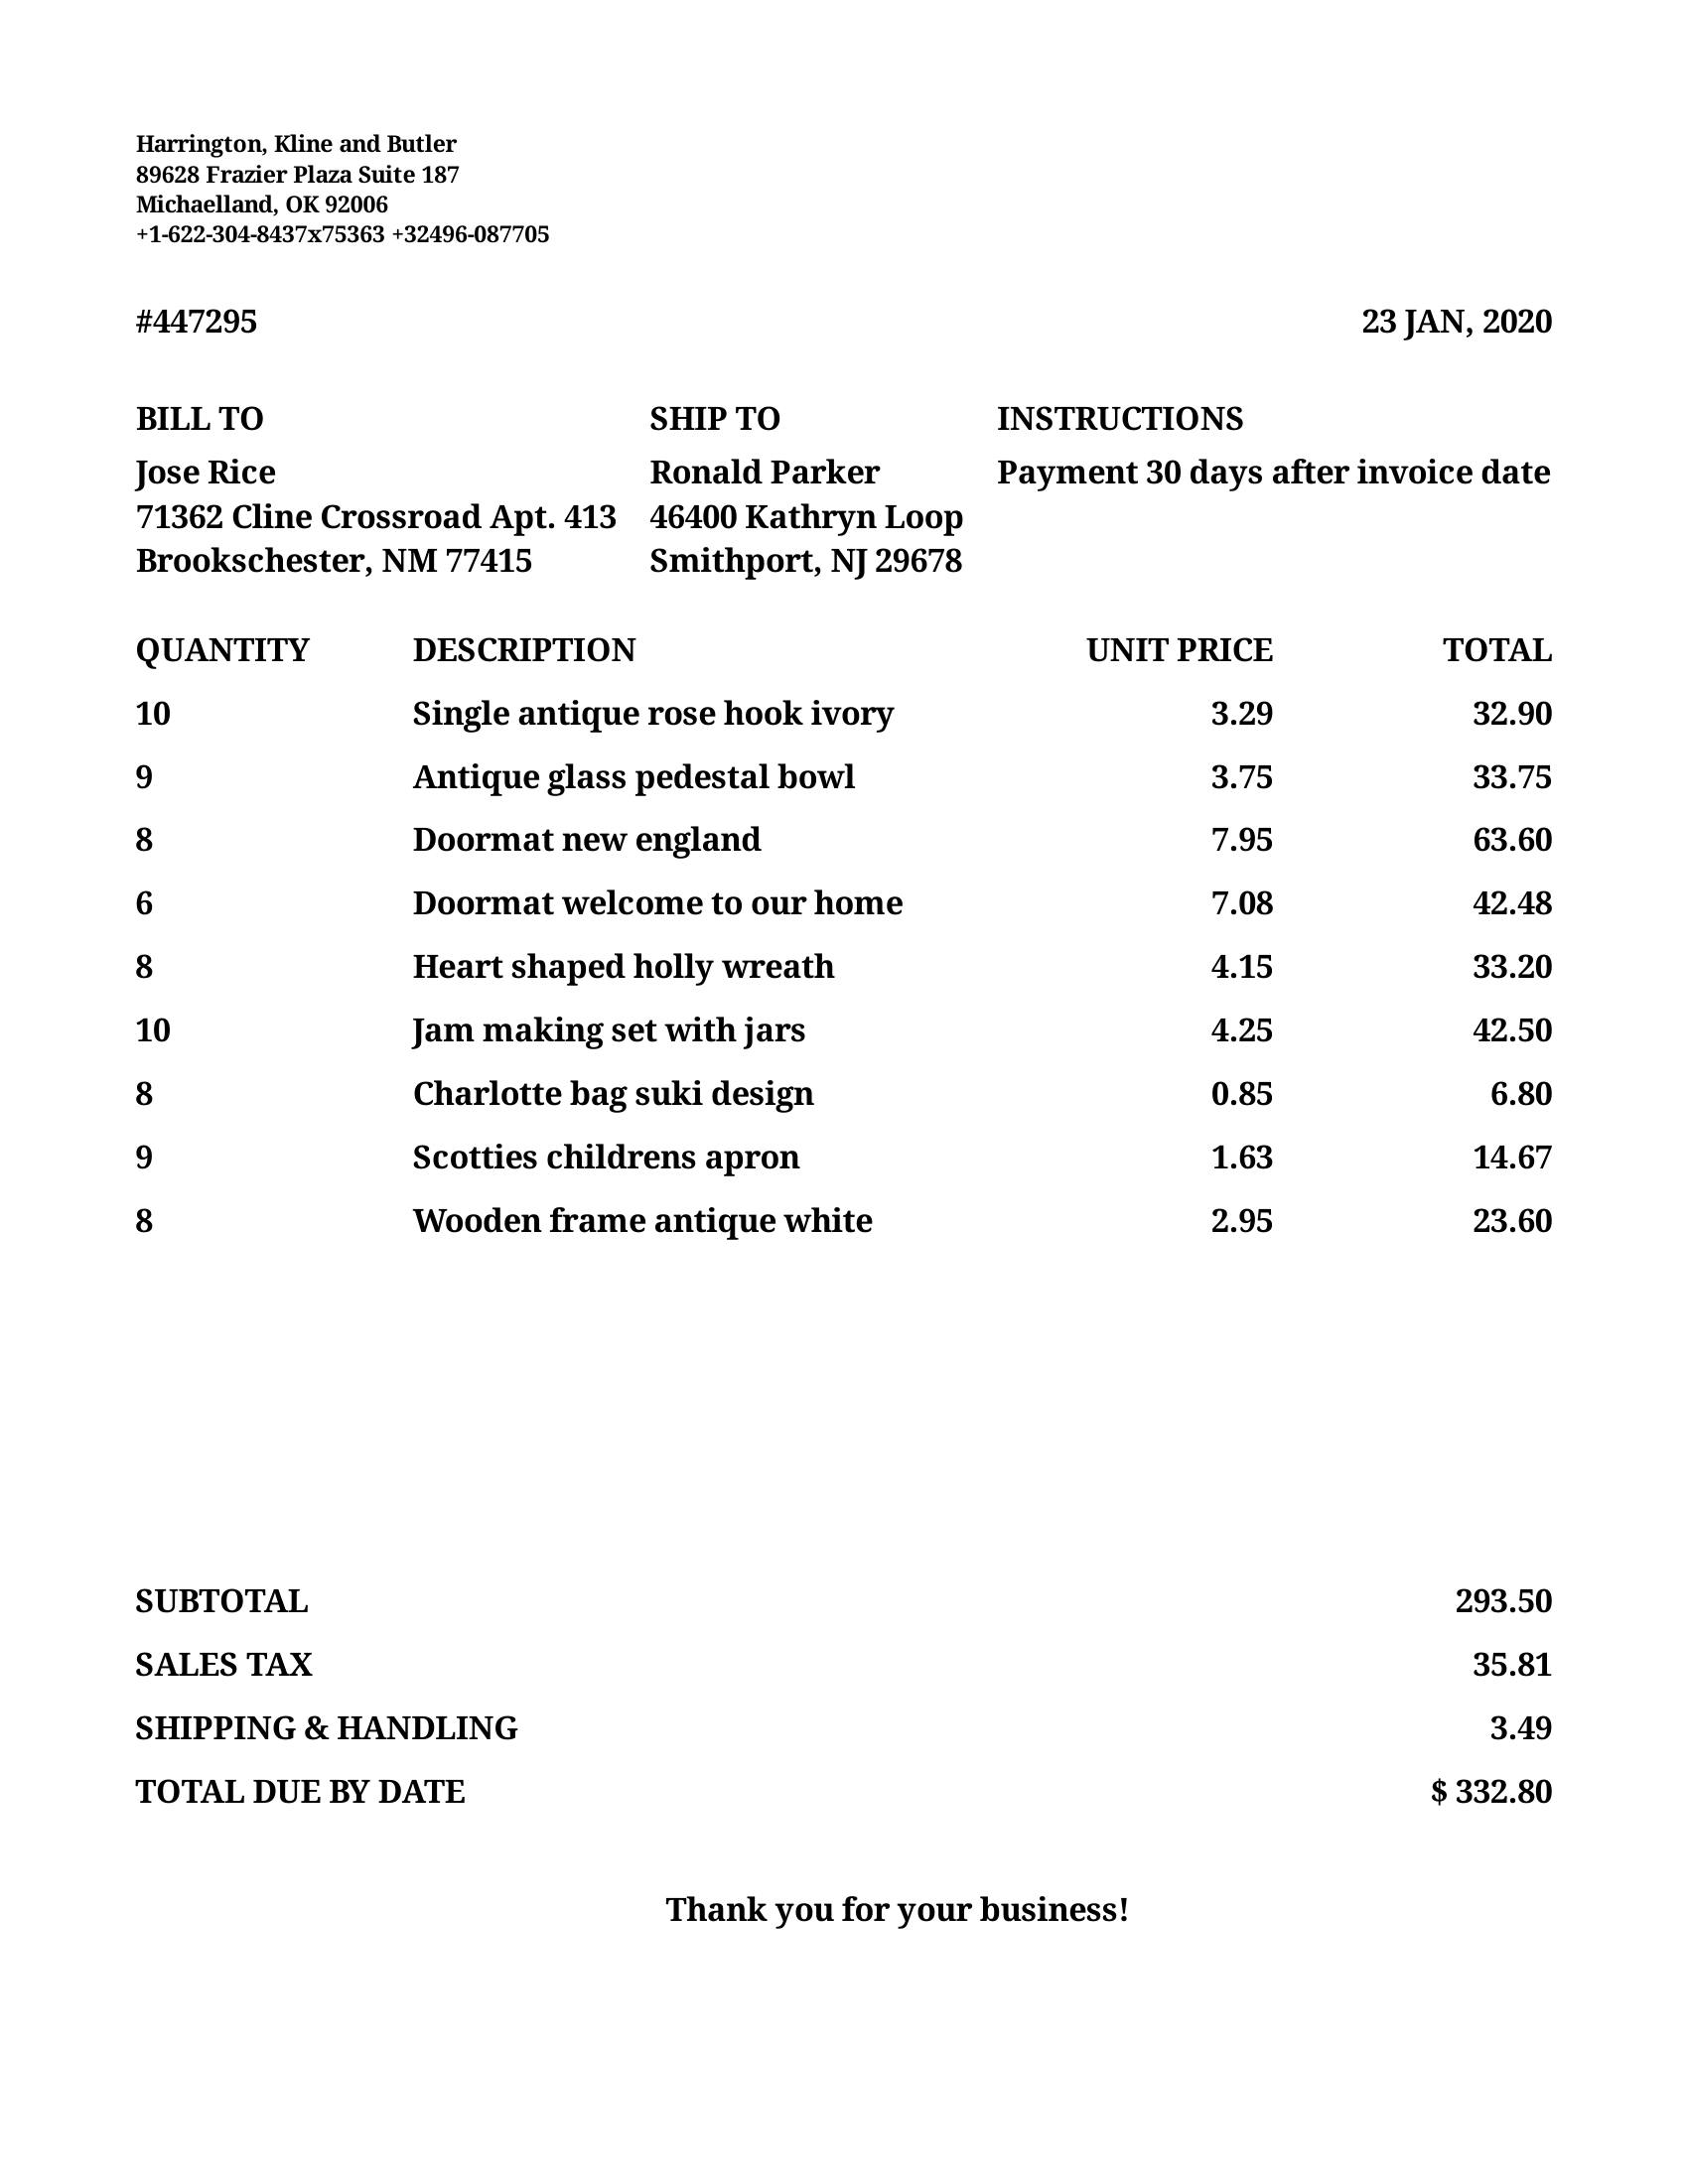 Harrington, Kline and Butler
89628 Frazier Plaza Suite 187
Michaelland, OK 92006
+1-622-304-8437x75363 +32496-087705
#447295 23 JAN, 2020
BILL TO SHIP TO INSTRUCTIONS
Jose Rice Ronald Parker Payment 30 days after invoice date
71362 Cline Crossroad Apt. 413 46400 Kathryn Loop
Brookschester, NM 77415 Smithport, NJ 29678
QUANTITY DESCRIPTION UNIT PRICE TOTAL
10 Single antique rose hook ivory 3.29 32.90
9 Antique glass pedestal bowl 3.75 33.75
8 Doormat new england 7.95 63.60
6 Doormat welcome to our home 7.08 42.48
8 Heart shaped holly wreath 4.15 33.20
10 Jam making set with jars 4.25 42.50
8 Charlotte bag suki design 0.85 6.80
9 Scotties childrens apron 1.63 14.67
8 Wooden frame antique white 2.95 23.60
SUBTOTAL 293.50
SALES TAX 35.81
SHIPPING & HANDLING 3.49
TOTAL DUE BY DATE $ 332.80
Thank you for your business!